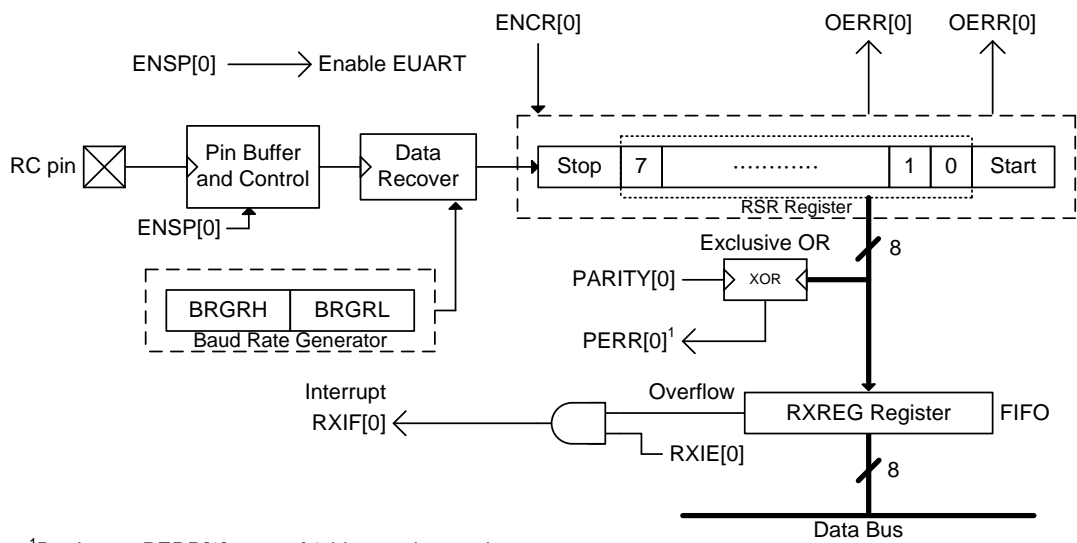 ENCR[0]
OERR[0]
OERR[0]
ENSP[0]
Enable EUART
RC pin
Pin Buffer
and Control
Data
Recover
Stop
7
............
1
0
Start
RSR Register
ENSP[0]
8
Exclusive OR
PARITY[0]
XOR
BRGRH
BRGRL
Baud Rate Generator
PERR[0]¹
Interrupt
Overflow
RXIF[0]
RXREG Register
FIFO
RXIE[0]
8
Data Bus